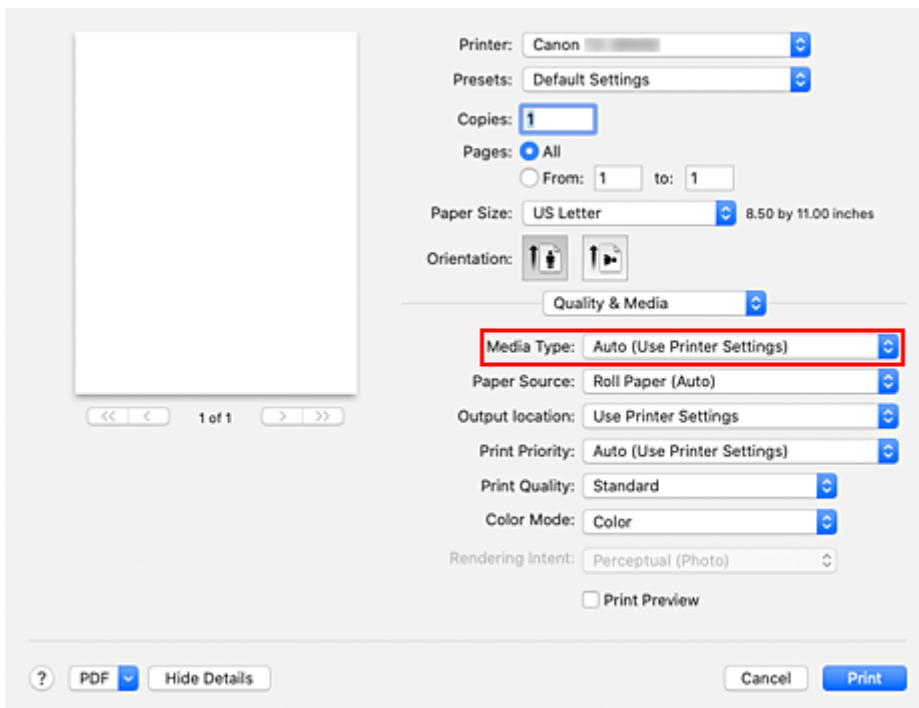 Printer: Canon
Presets: Default Settings
Copies: 1
Pages: All
From: 1 to: 1
Paper Size: US Letter 8.50 by 11.00 inches
Orientation:
Quality & Media
Media Type: Auto (Use Printer Settings)
Paper Source: Roll Paper (Auto)
<< < 1 of 1 > >> Output location: Use Printer Settings
Print Priority: Auto (Use Printer Settings)
Print Quality: Standard
Color Mode: Color
Rendering Intent: Perceptual (Photo)
Print Preview
? PDF Hide Details Cancel Print